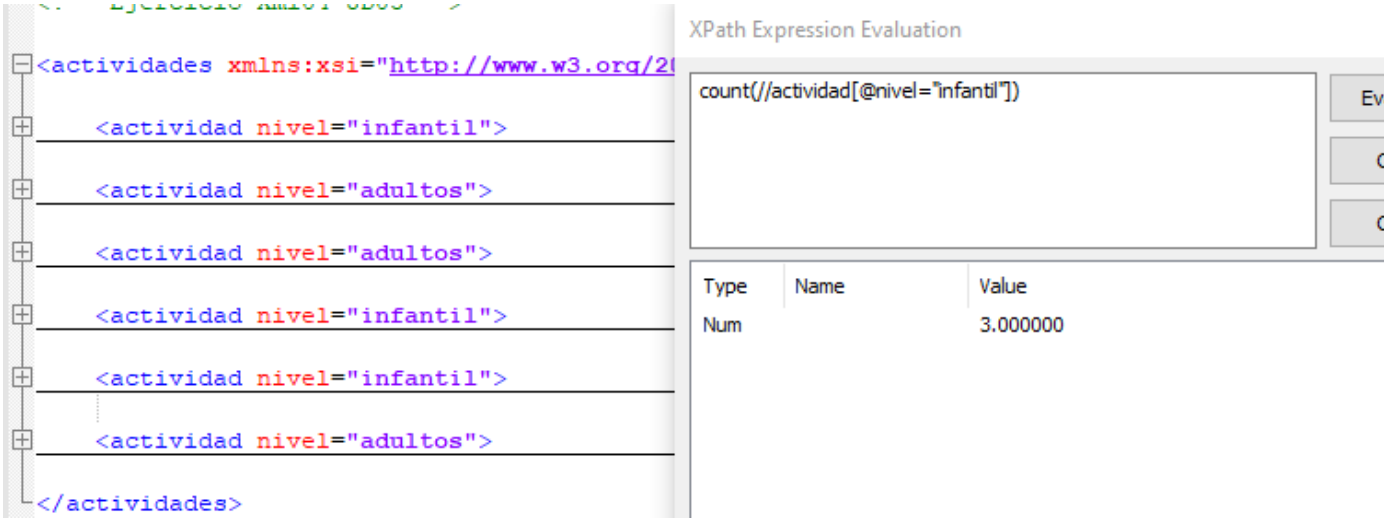 <actividades xmlns:xsi="http://www.w3.org/20
<actividad nivel="infantil">
<actividad nivel="adultos">
<actividad nivel="adultos">
<actividad nivel="infantil">
<actividad nivel="infantil">
<actividad nivel="adultos">
</actividades>
XPath Expression Evaluation
count(//actividad[@nivel="infantil"])
Type Name Value
Num 3.000000